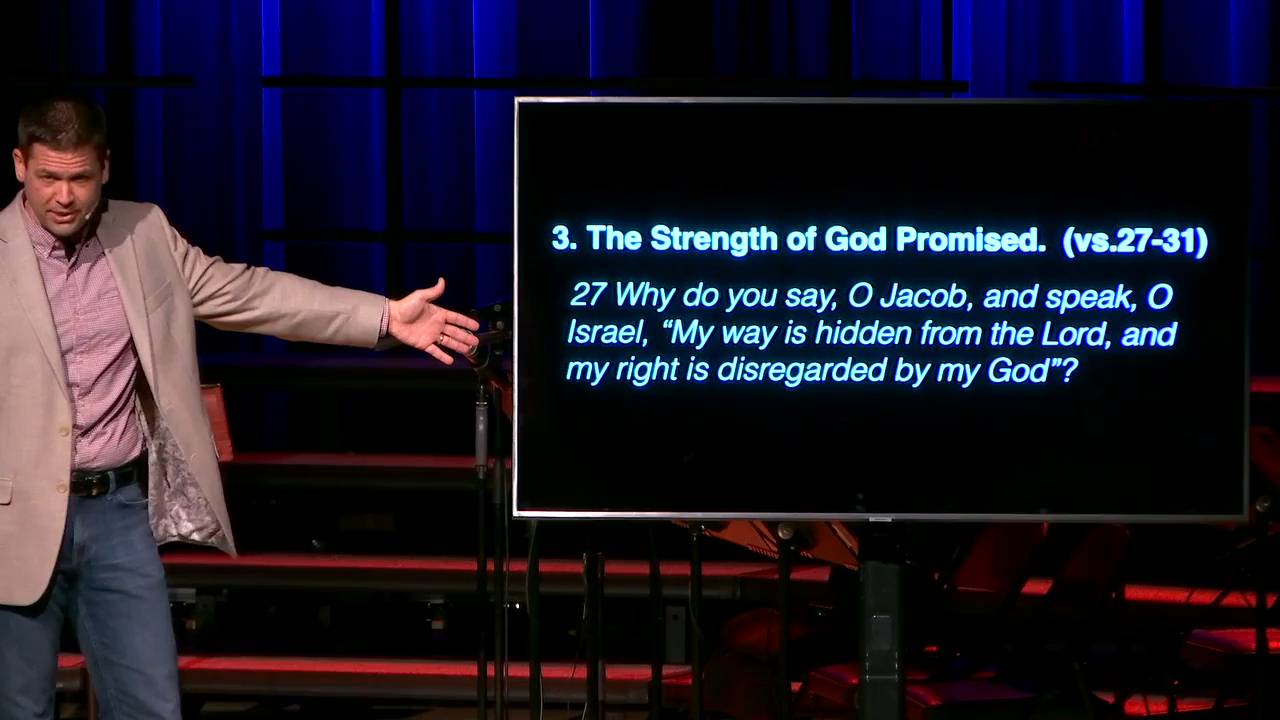 3. The Strength of God Promised. (vs.27-31)
27 Why do you say, O Jacob, and speak, O
Israel, “My way is hidden from the Lord, and
my right is disregarded by my God”?